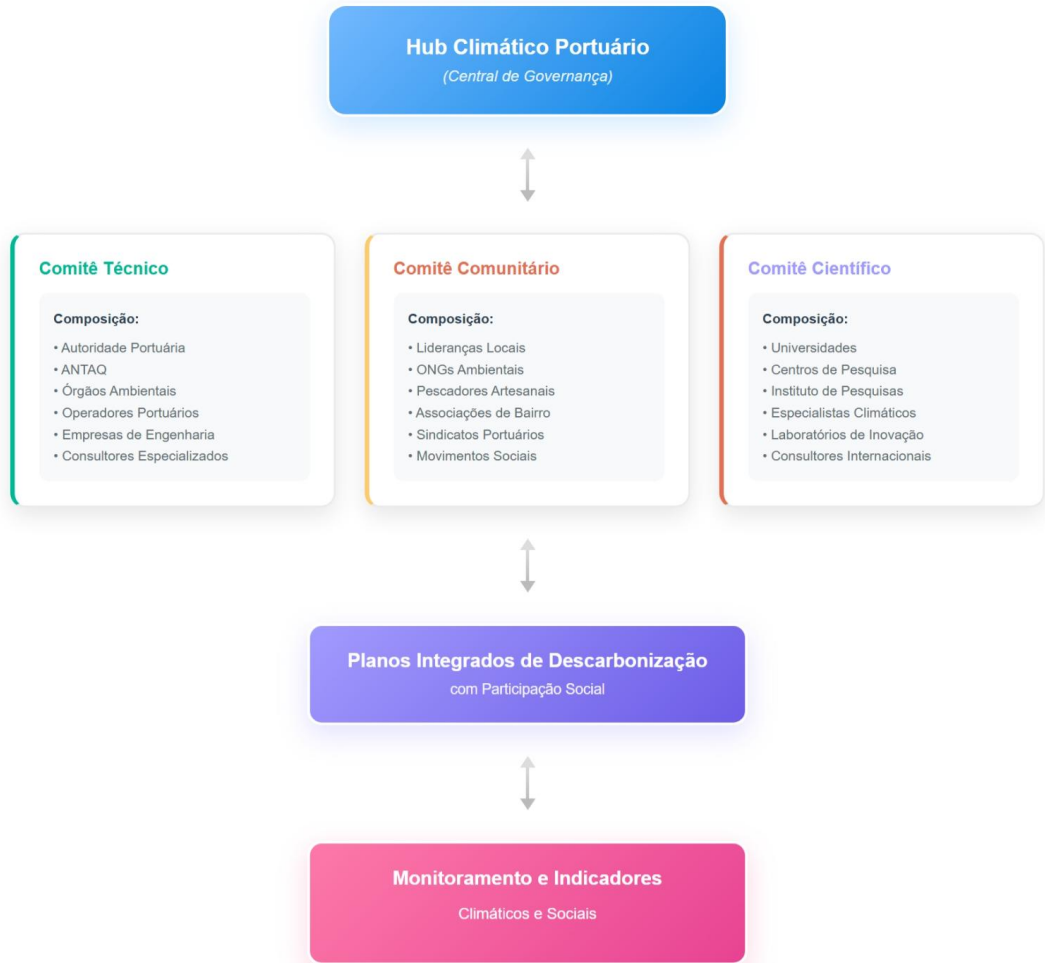 Hub Climático Portuário
(Central de Governança)
Comitê Técnico
Composição:
• Autoridade Portuária
• ANTAQ
• Órgãos Ambientais
• Operadores Portuários
• Empresas de Engenharia
• Consultores Especializados
Comitê Comunitário
Composição:
• Lideranças Locais
• ONGs Ambientais
• Pescadores Artesanais
• Associações de Bairro
• Sindicatos Portuários
• Movimentos Sociais
Comitê Científico
Composição:
• Universidades
• Centros de Pesquisa
• Instituto de Pesquisas
• Especialistas Climáticos
• Laboratórios de Inovação
• Consultores Internacionais
Planos Integrados de Descarbonização
com Participação Social
Monitoramento e Indicadores
Climáticos e Sociais